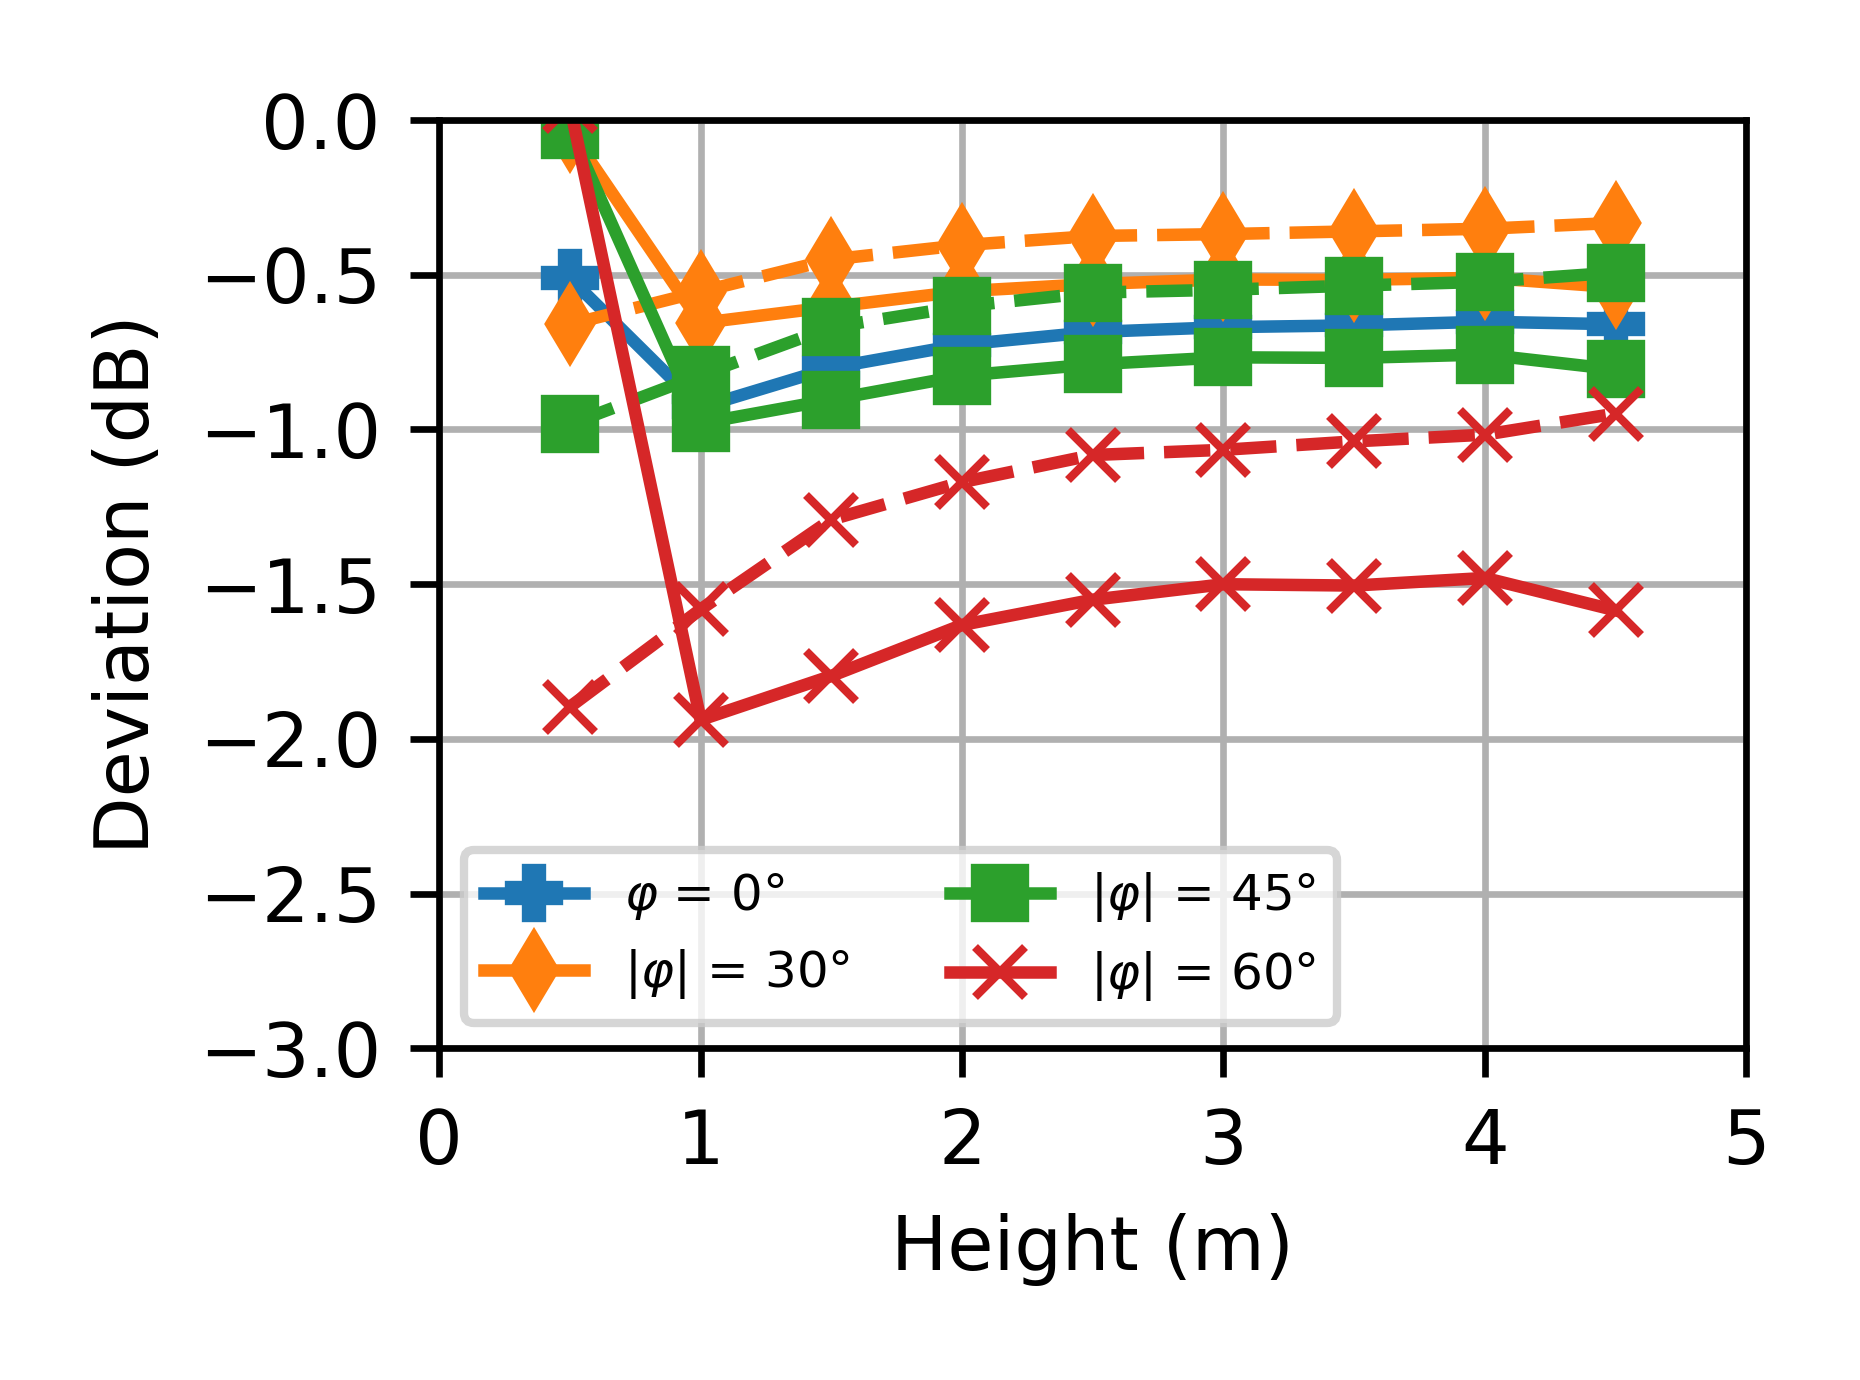 0.0
−0.5
−1.0
−1.5
−2.0
−2.5
−3.0
Deviation (dB)
φ = 0°
|φ| = 30°
|φ| = 45°
|φ| = 60°
0 1 2 3 4 5
Height (m)